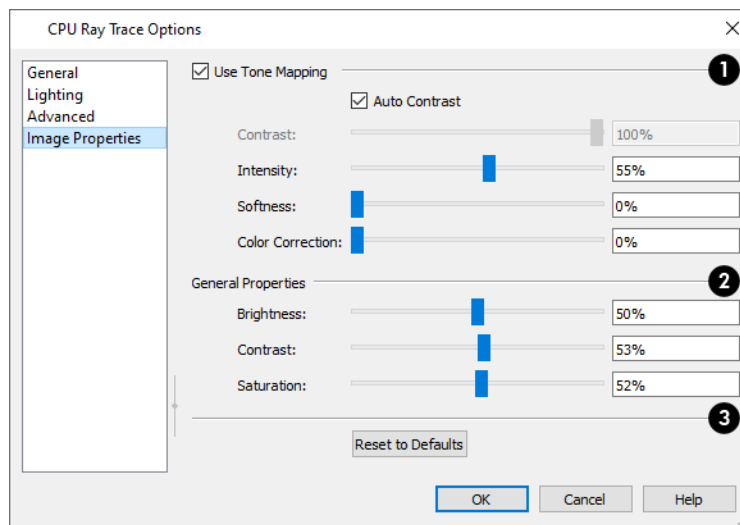 CPU Ray Trace Options
General
Lighting
Advanced
Image Properties
Use Tone Mapping
1
Auto Contrast
Contrast: 100%
Intensity: 55%
Softness: 0%
Color Correction: 0%
General Properties
2
Brightness: 50%
Contrast: 53%
Saturation: 52%
3
Reset to Defaults
OK Cancel Help